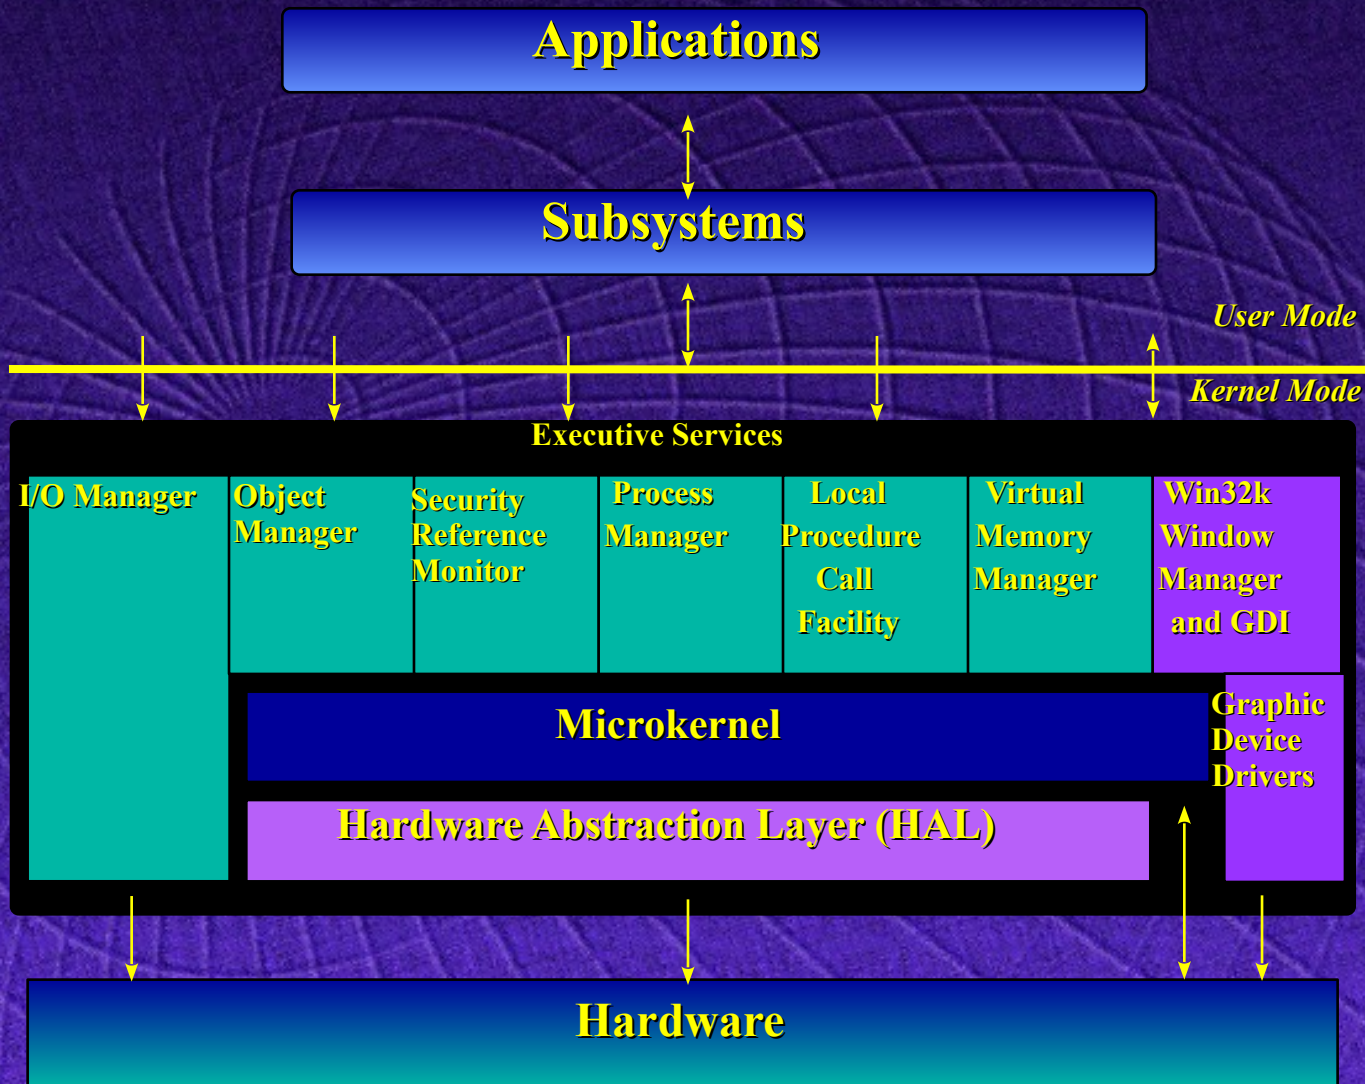 Applications
Subsystems
User Mode
Kernel Mode
Executive Services
I/O Manager
Object
Manager
Security
Reference
Monitor
Process
Manager
Local
Procedure
Call
Facility
Virtual
Memory
Manager
Win32k
Window
Manager
and GDI
Microkernel
Graphic
Device
Drivers
Hardware Abstraction Layer (HAL)
Hardware